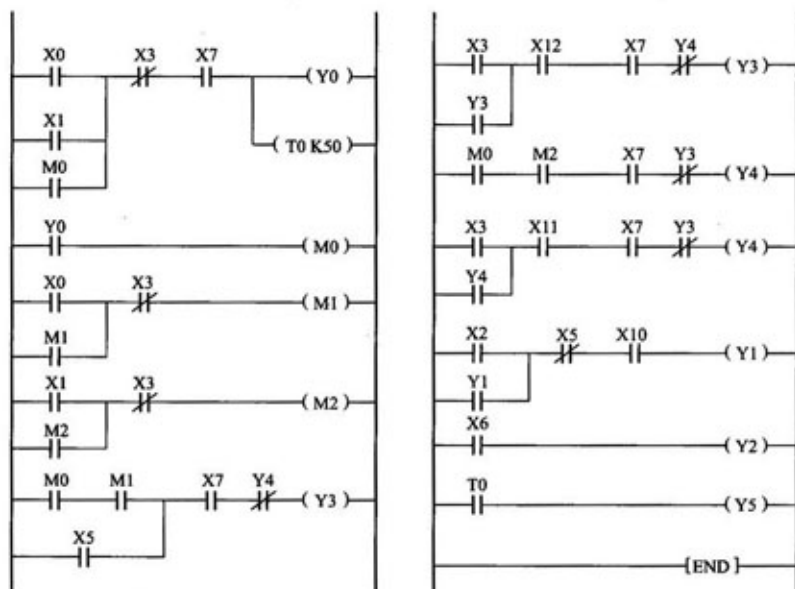 X0 X3 X7
( Y0 )
X1
( T0 K50 )
M0
Y0
( M0 )
X0 X3
( M1 )
M1
X1 X3
( M2 )
M2
M0 M1 X7 Y4
( Y3 )
X5
X3 X12 X7 Y4
( Y3 )
Y3
M0 M2 X7 Y3
( Y4 )
X3 X11 X7 Y3
( Y4 )
Y4
X2 X5 X10
( Y1 )
Y1
X6
( Y2 )
T0
( Y5 )
[END]